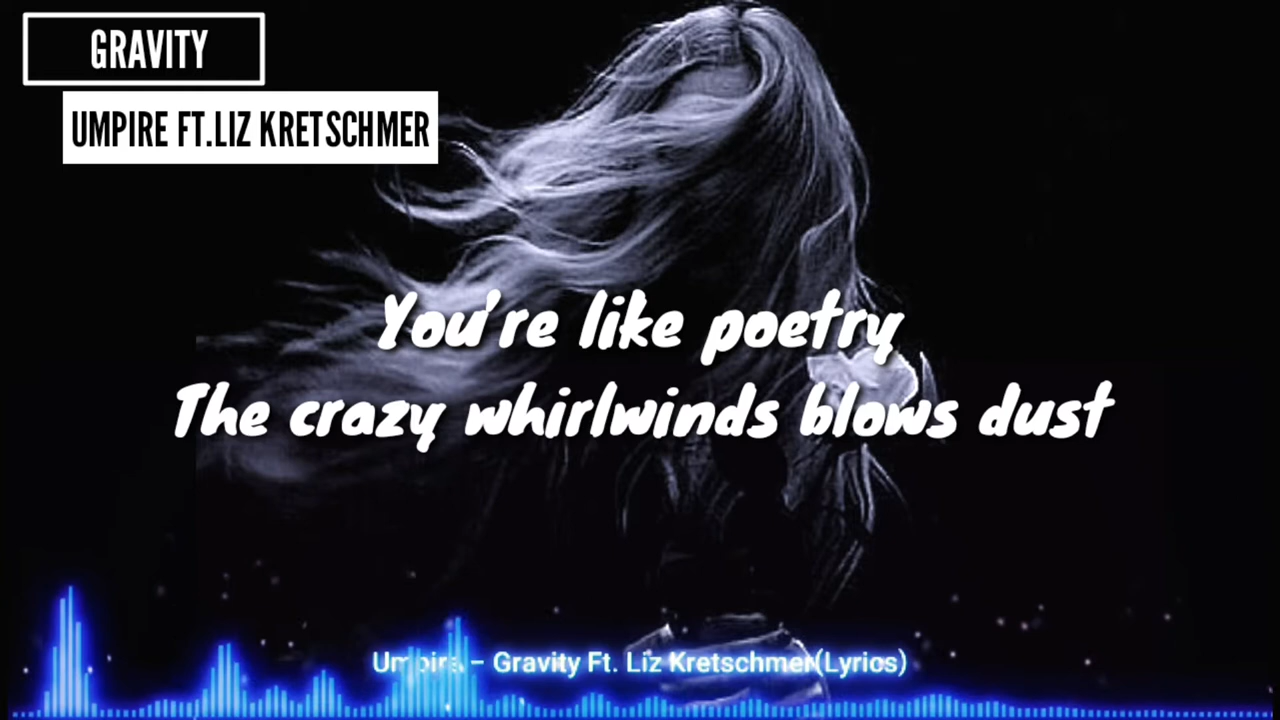 GRAVITY
UMPIRE FT.LIZ KRETSCHMER
You're like poetry
The crazy whirlwinds blows dust
Umpire – Gravity Ft. Liz Kretschmer(Lyrics)